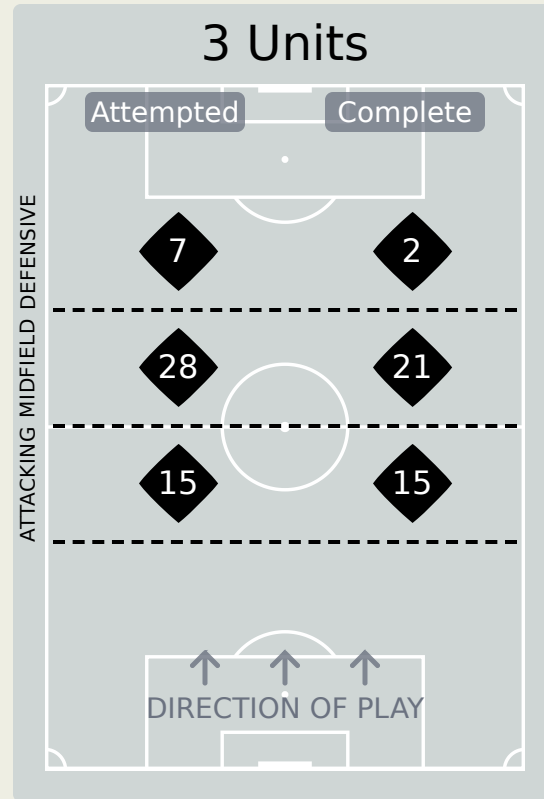 3 Units
Attempted Complete
ATTACKING MIDFIELD DEFENSIVE
7 2
28 21
15 15
DIRECTION OF PLAY